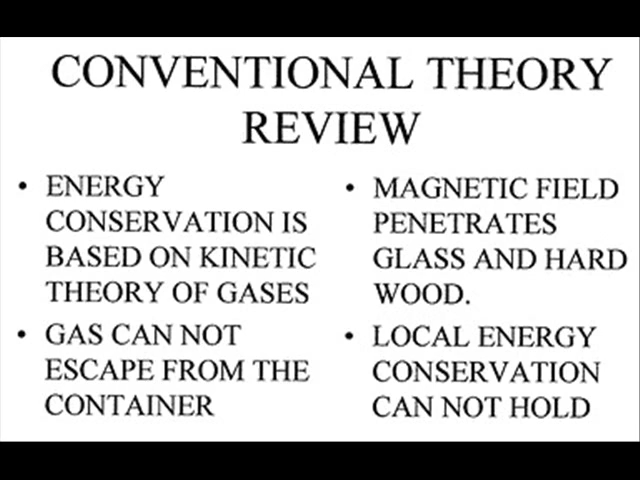 CONVENTIONAL THEORY
REVIEW
• ENERGY
CONSERVATION IS
BASED ON KINETIC
THEORY OF GASES
• GAS CAN NOT
ESCAPE FROM THE
CONTAINER
• MAGNETIC FIELD
PENETRATES
GLASS AND HARD
WOOD.
• LOCAL ENERGY
CONSERVATION
CAN NOT HOLD